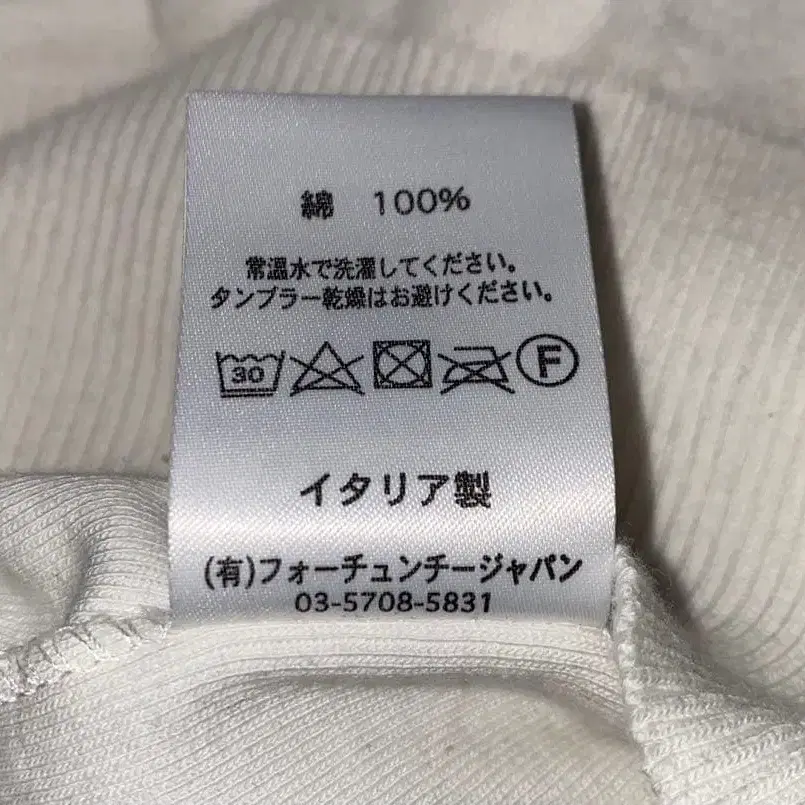 綿 100%
常温水で洗濯してください。
タンブラー乾燥はお避けください。
30 F
イタリア製
(有)フォーチュンチージャパン
03-5708-5831